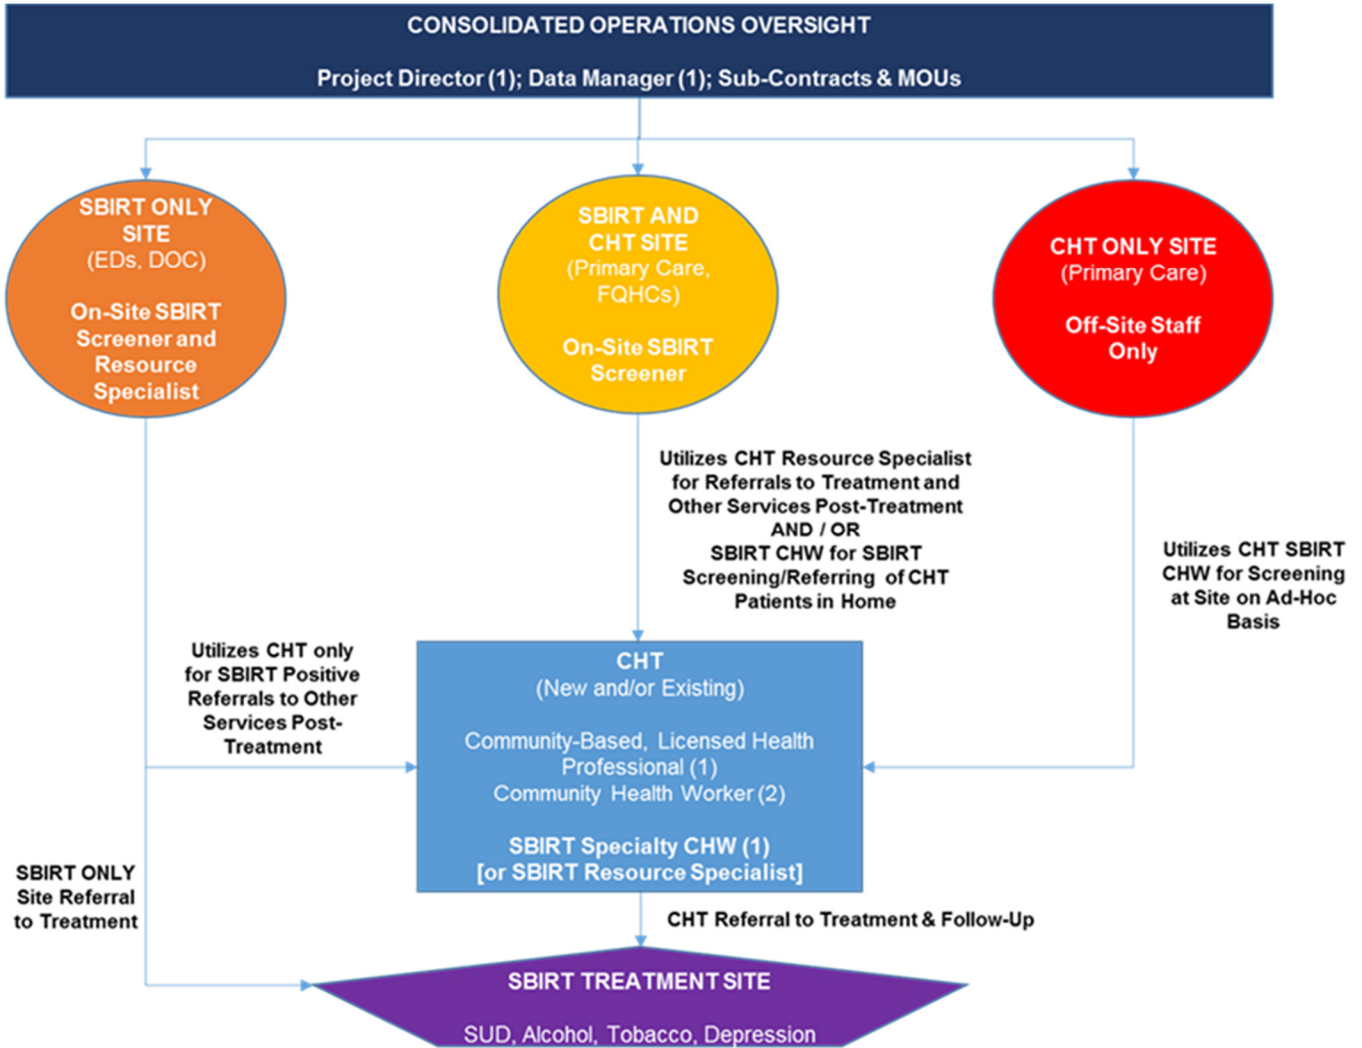 CONSOLIDATED OPERATIONS OVERSIGHT
Project Director (1); Data Manager (1); Sub-Contracts & MOUs
SBIRT ONLY
SITE
(EDs, DOC)
On-Site SBIRT
Screener and
Resource
Specialist
SBIRT AND
CHT SITE
(Primary Care,
FQHCs)
On-Site SBIRT
Screener
CHT ONLY SITE
(Primary Care)
Off-Site Staff
Only
Utilizes CHT Resource Specialist
for Referrals to Treatment and
Other Services Post-Treatment
AND / OR
SBIRT CHW for SBIRT
Screening/Referring of CHT
Patients in Home
Utilizes CHT SBIRT
CHW for Screening
at Site on Ad-Hoc
Basis
Utilizes CHT only
for SBIRT Positive
Referrals to Other
Services Post-
Treatment
CHT
(New and/or Existing)
Community-Based, Licensed Health
Professional (1)
Community Health Worker (2)
SBIRT Specialty CHW (1)
[or SBIRT Resource Specialist]
SBIRT ONLY
Site Referral
to Treatment
CHT Referral to Treatment & Follow-Up
SBIRT TREATMENT SITE
SUD, Alcohol, Tobacco, Depression